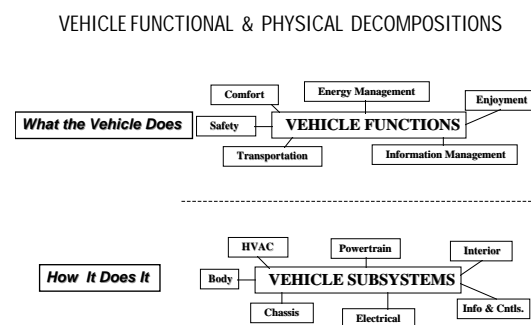 VEHICLE FUNCTIONAL & PHYSICAL DECOMPOSITIONS
Energy Management
Comfort
Enjoyment
What the Vehicle Does
Safety
VEHICLE FUNCTIONS
Transportation
Information Management
HVAC
Powertrain
Interior
How It Does It
Body
VEHICLE SUBSYSTEMS
Chassis
Electrical
Info & Cntls.